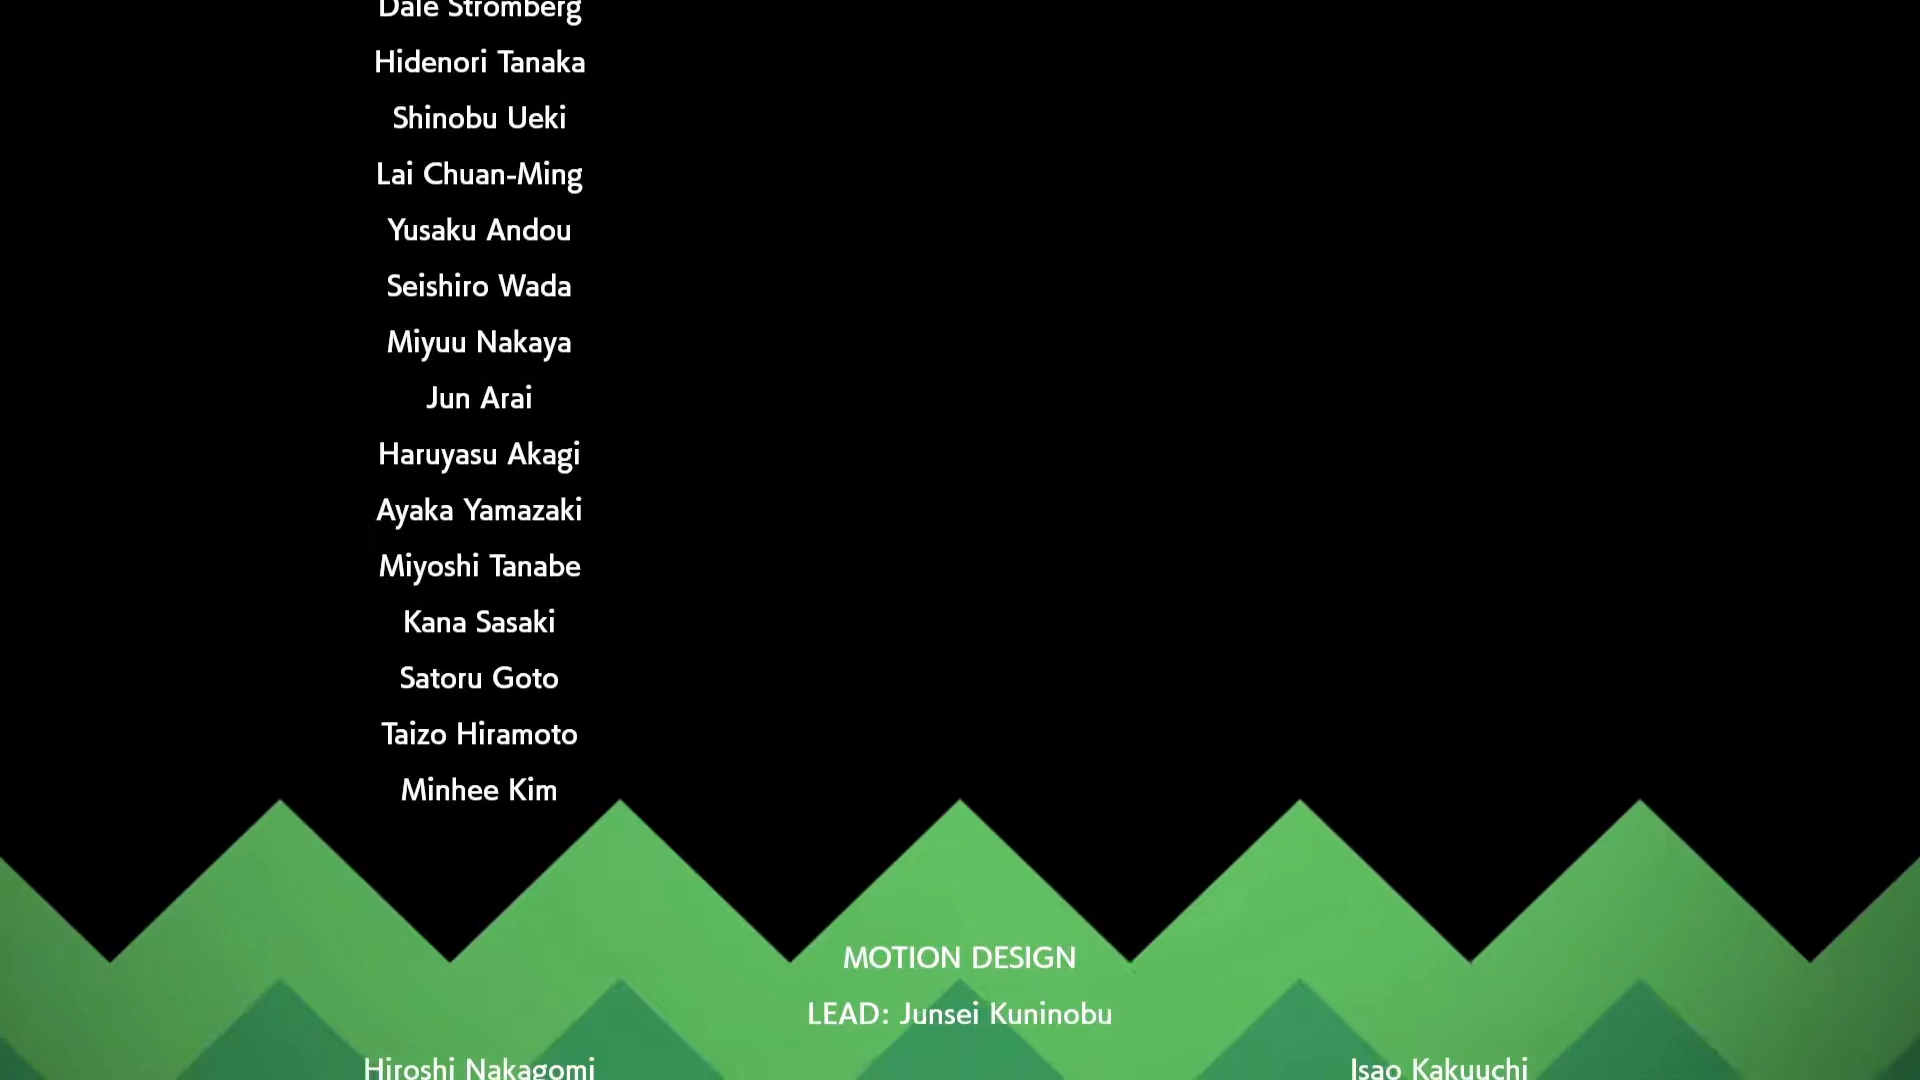 Dale Stromberg
Hidenori Tanaka
Shinobu Ueki
Lai Chuan-Ming
Yusaku Andou
Seishiro Wada
Miyuu Nakaya
Jun Arai
Haruyasu Akagi
Ayaka Yamazaki
Miyoshi Tanabe
Kana Sasaki
Satoru Goto
Taizo Hiramoto
Minhee Kim
MOTION DESIGN
LEAD: Junsei Kuninobu
Hiroshi Nakagomi
Isao Kakuuchi